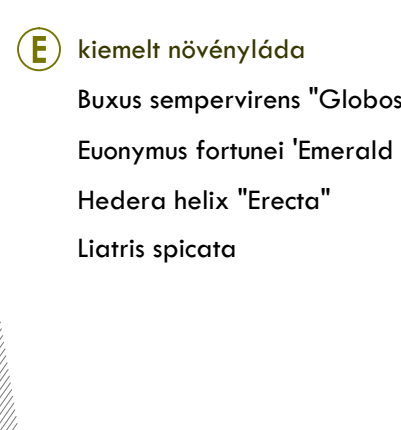 E kiemelt növényláda
Buxus sempervirens "Globos
Euonymus fortunei 'Emerald
Hedera helix "Erecta"
Liatris spicata